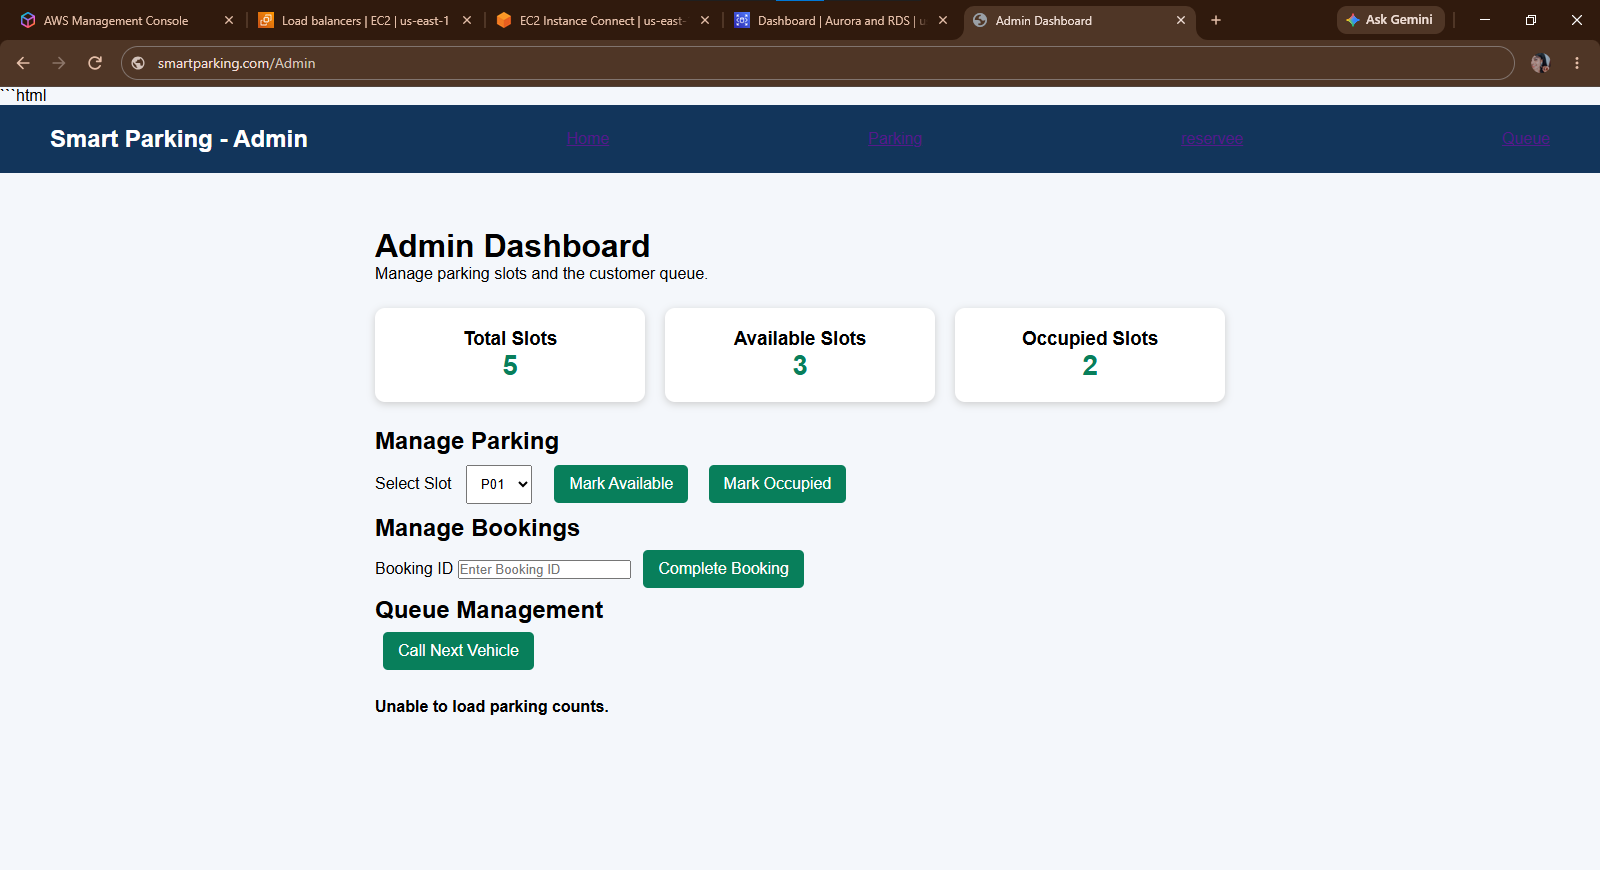 AWS Management Console
Load balancers | EC2 | us-east-1
EC2 Instance Connect | us-east-
Dashboard | Aurora and RDS | u
Admin Dashboard
Ask Gemini
smartparking.com/Admin
```html
Smart Parking - Admin Home Parking reservee Queue
Admin Dashboard
Manage parking slots and the customer queue.
Total Slots Available Slots Occupied Slots
5 3 2
Manage Parking
Select Slot P01 Mark Available Mark Occupied
Manage Bookings
Booking ID Enter Booking ID Complete Booking
Queue Management
Call Next Vehicle
Unable to load parking counts.